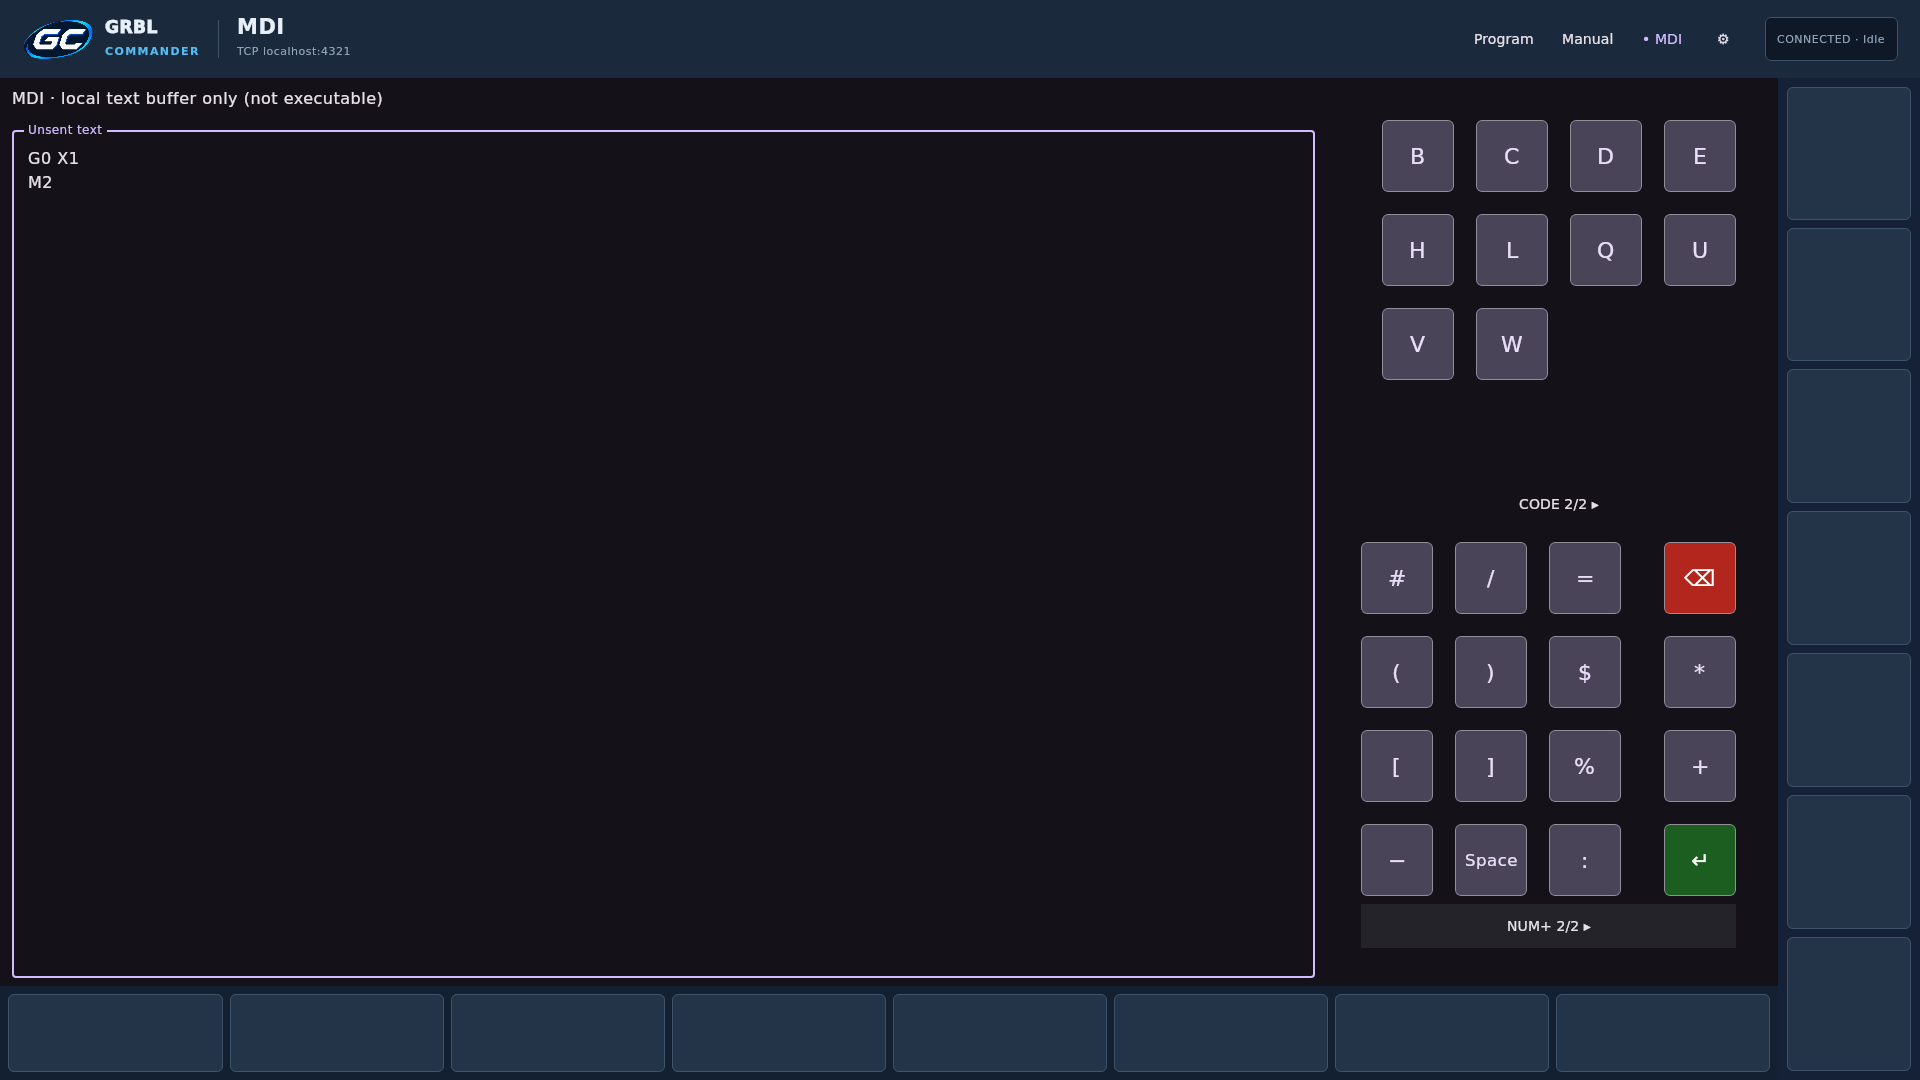 GC GRBL COMMANDER
MDI
TCP localhost:4321
Program Manual • MDI ⚙ CONNECTED · Idle
MDI · local text buffer only (not executable)
Unsent text
G0 X1
M2
B C D E
H L Q U
V W
CODE 2/2 ▸
# / = ⌫
( ) $ *
[ ] % +
− Space : ↵
NUM+ 2/2 ▸